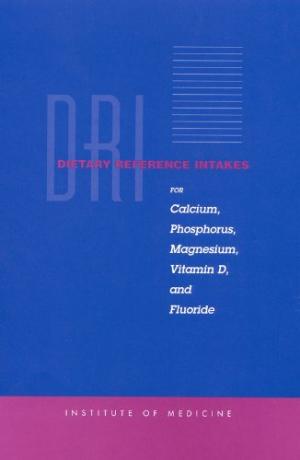 DRI
DIETARY REFERENCE INTAKES
FOR
Calcium,
Phosphorus,
Magnesium,
Vitamin D,
and
Fluoride
INSTITUTE OF MEDICINE